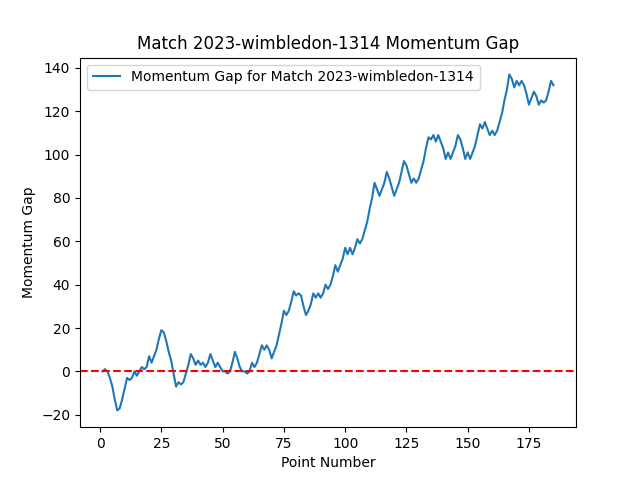 Match 2023-wimbledon-1314 Momentum Gap
Momentum Gap for Match 2023-wimbledon-1314
140
120
100
80
60
40
20
0
−20
Momentum Gap
0 25 50 75 100 125 150 175
Point Number